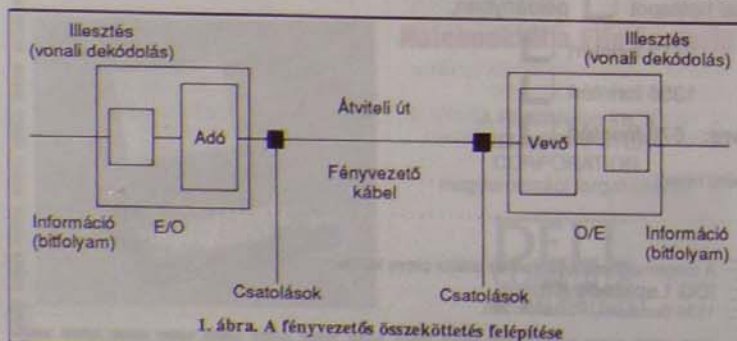 Illesztés
(vonali dekódolás)
Illesztés
(vonali dekódolás)
Adó
Átviteli út
Vevő
Fényvezető
kábel
Információ
(bitfolyam)
E/O
O/E
Információ
(bitfolyam)
Csatolások
Csatolások
1. ábra. A fényvezetős összeköttetés felépítése